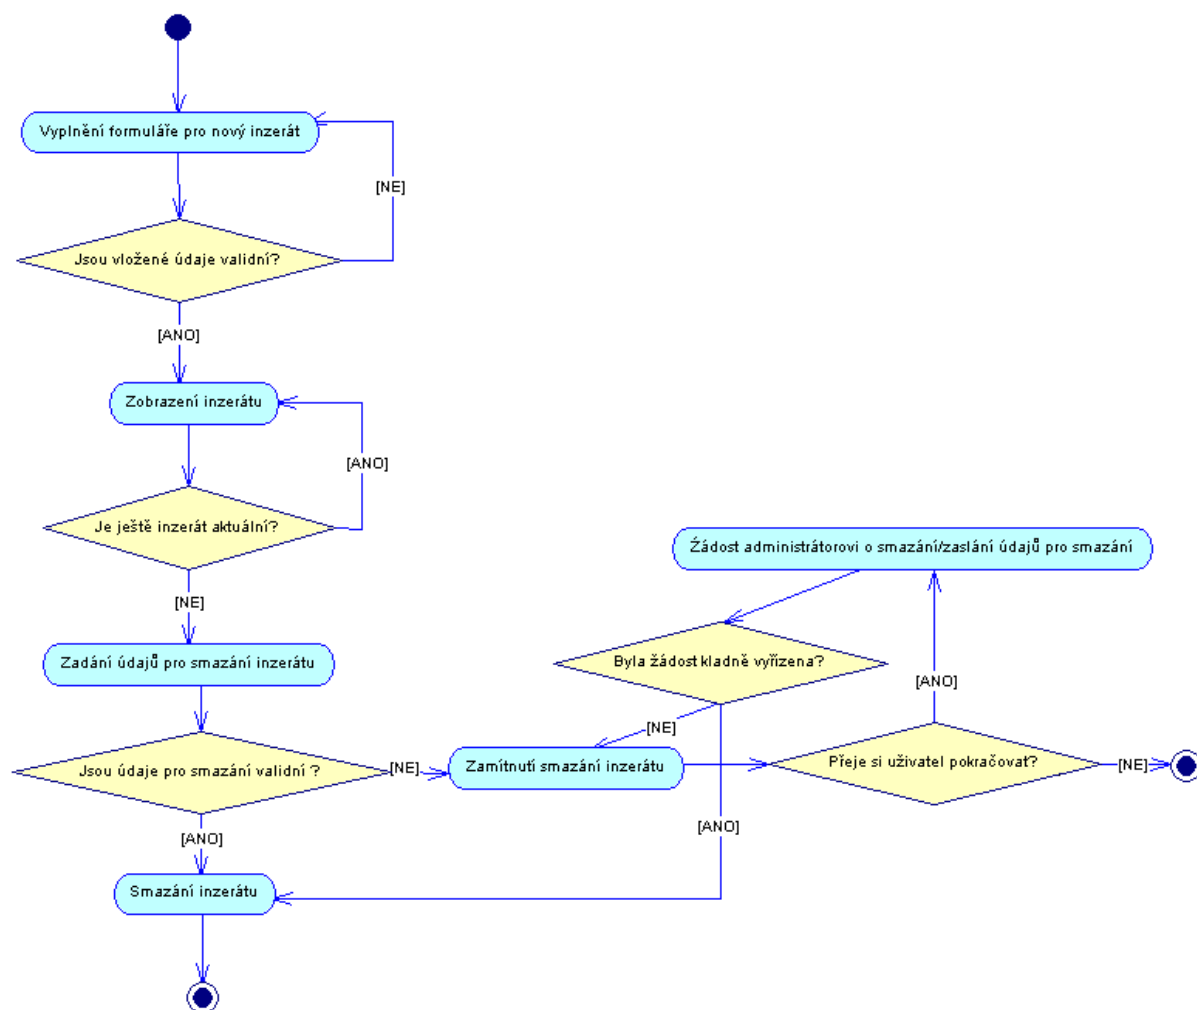 Vyplnění formuláře pro nový inzerát
[NE]
Jsou vložené údaje validní?
[ANO]
Zobrazení inzerátu
[ANO]
Je ještě inzerát aktuální?
[NE]
Zadání údajů pro smazání inzerátu
Jsou údaje pro smazání validní ?
[NE]
[ANO]
Smazání inzerátu
Žádost administrátorovi o smazání/zaslání údajů pro smazání
Byla žádost kladně vyřízena?
[NE]
[ANO]
Zamítnutí smazání inzerátu
Přeje si uživatel pokračovat?
[ANO]
[NE]